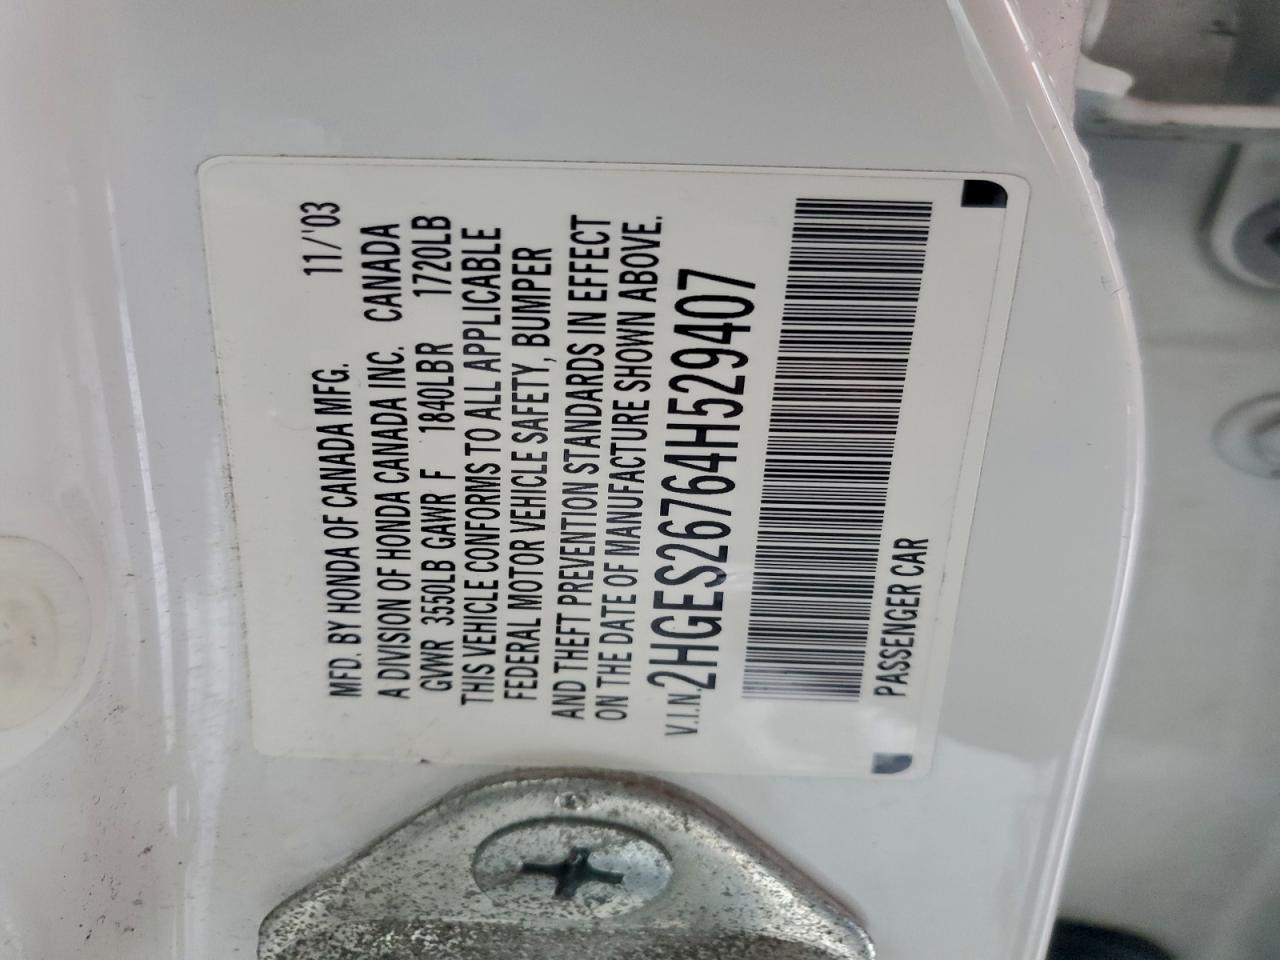 MFD. BY HONDA OF CANADA MFG. 11/'03
A DIVISION OF HONDA CANADA INC. CANADA
GVWR 3550LB GAWR F 1840LB R 1720LB
THIS VEHICLE CONFORMS TO ALL APPLICABLE
FEDERAL MOTOR VEHICLE SAFETY, BUMPER
AND THEFT PREVENTION STANDARDS IN EFFECT
ON THE DATE OF MANUFACTURE SHOWN ABOVE.
V.I.N. 2HGES26764H529407
PASSENGER CAR